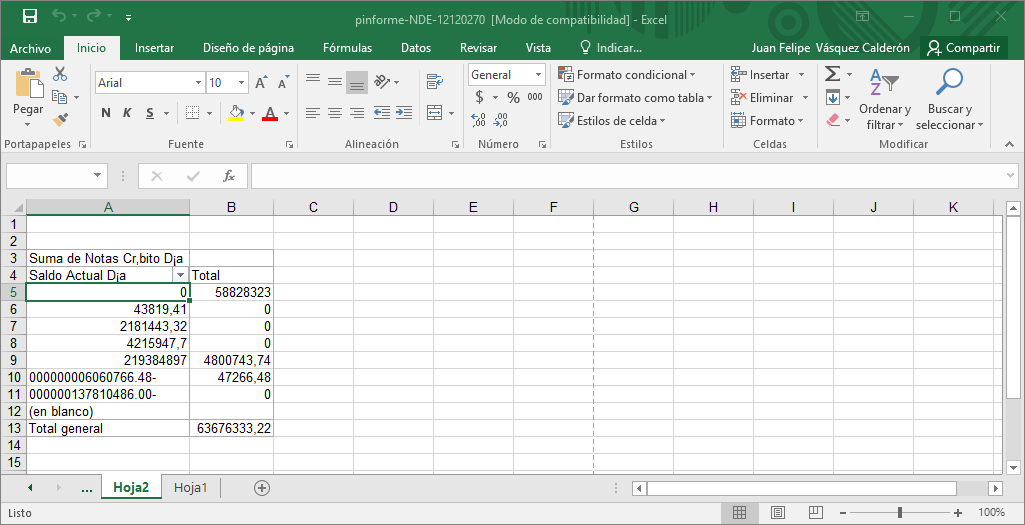 pinforme-NDE-12120270 [Modo de compatibilidad] - Excel
Archivo Inicio Insertar Diseño de página Fórmulas Datos Revisar Vista Indicar... Juan Felipe Vásquez Calderón Compartir
Pegar
Arial 10
N K S A
General
$ % 000
Formato condicional
Dar formato como tabla
Estilos de celda
Insertar
Eliminar
Formato
Ordenar y filtrar
Buscar y seleccionar
Portapapeles Fuente Alineación Número Estilos Celdas Modificar
fx
A B C D E F G H I J K
1
2
3 Suma de Notas Cr‚bito D¡a
4 Saldo Actual D¡a Total
5 0 58828323
6 43819,41 0
7 2181443,32 0
8 4215947,7 0
9 219384897 4800743,74
10 000000006060766.48- 47266,48
11 000000137810486.00- 0
12 (en blanco)
13 Total general 63676333,22
14
15
... Hoja2 Hoja1
Listo 100%